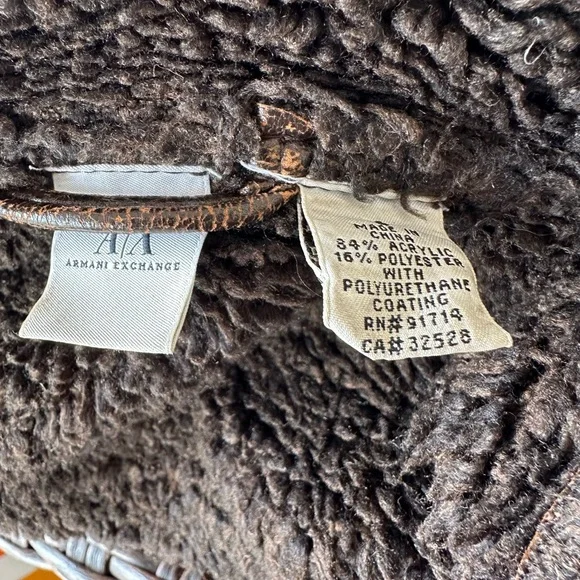 A/X
ARMANI EXCHANGE
MADE IN
CHINA
84% ACRYLIC
16% POLYESTER
WITH
POLYURETHANE
COATING
RN# 91714
CA# 32528